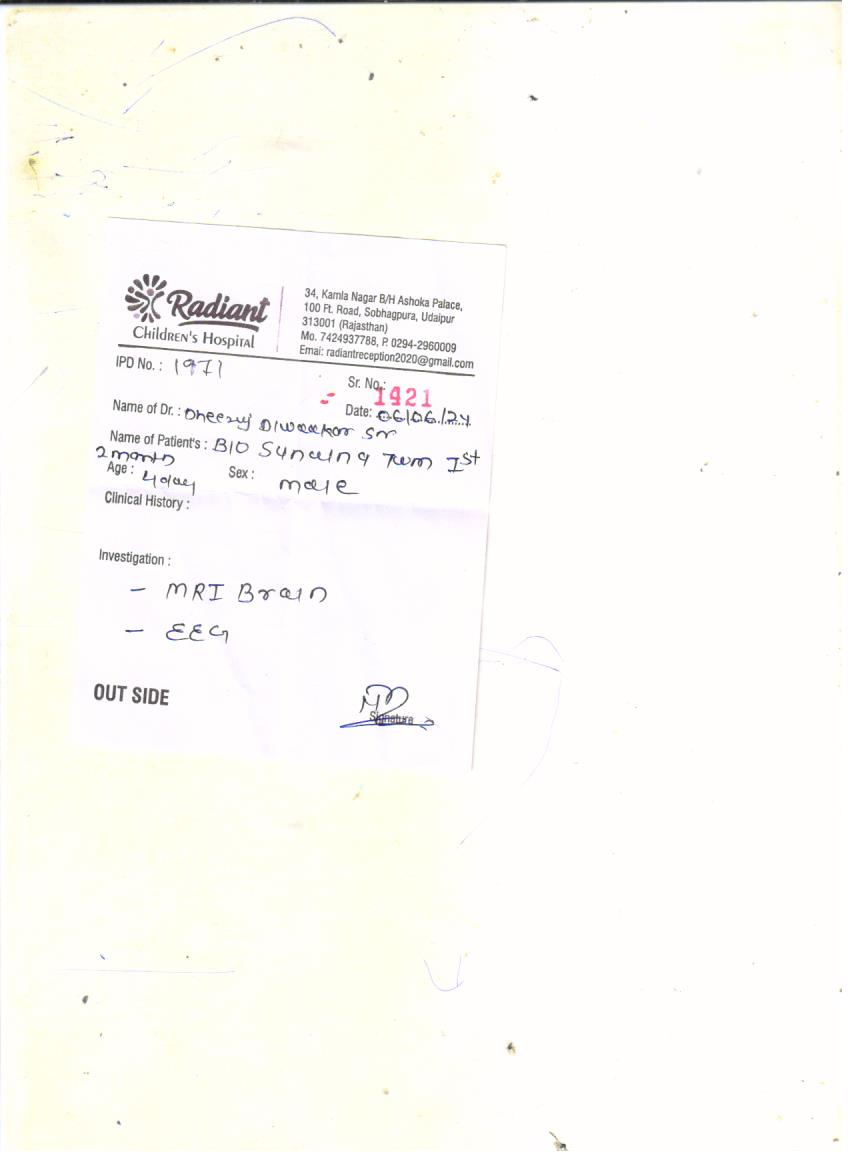 Radiant
Children's Hospital
34, Kamla Nagar B/H Ashoka Palace,
100 Ft. Road, Sobhagpura, Udaipur
313001 (Rajasthan)
Mo. 7424937788, P. 0294-2960009
Emai: radiantreception2020@gmail.com
IPD No. : 1971
Sr. No.: 1421
Date: 06/06/24
Name of Dr. : Dheeraj Diwaakar Sir
Name of Patient's : B/O Twin Ist
2 month
Age : 4 day Sex : male
Clinical History :
Investigation :
- MRI Brain
- EEG
OUT SIDE
Signature